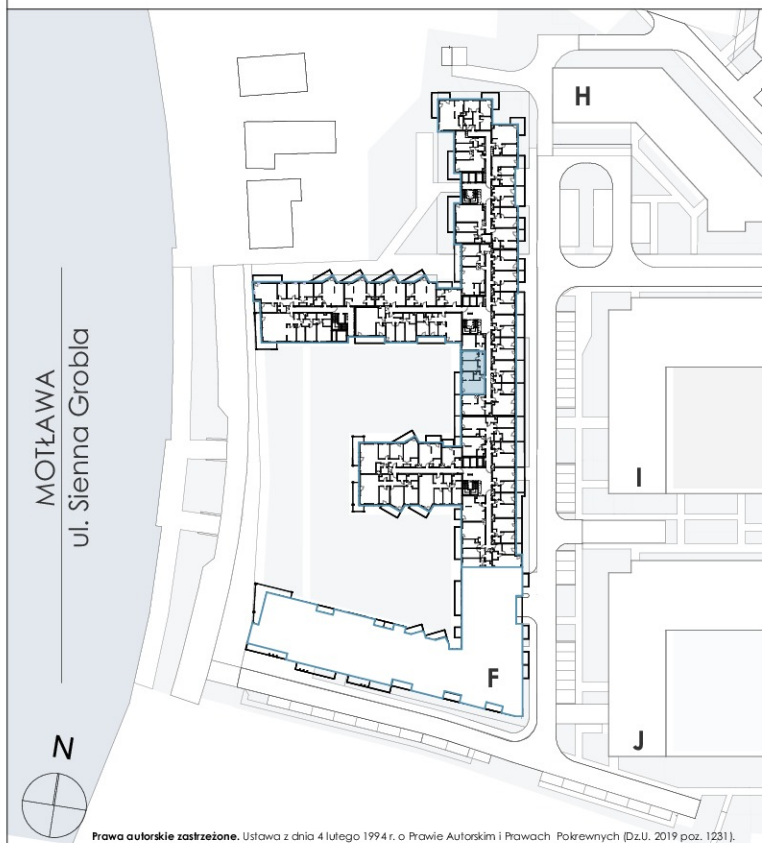 H
MOTŁAWA
ul. Sienna Grobla
I
F
J
N
Prawa autorskie zastrzeżone. Ustawa z dnia 4 lutego 1994 r. o Prawie Autorskim i Prawach Pokrewnych (Dz.U. 2019 poz. 1231).